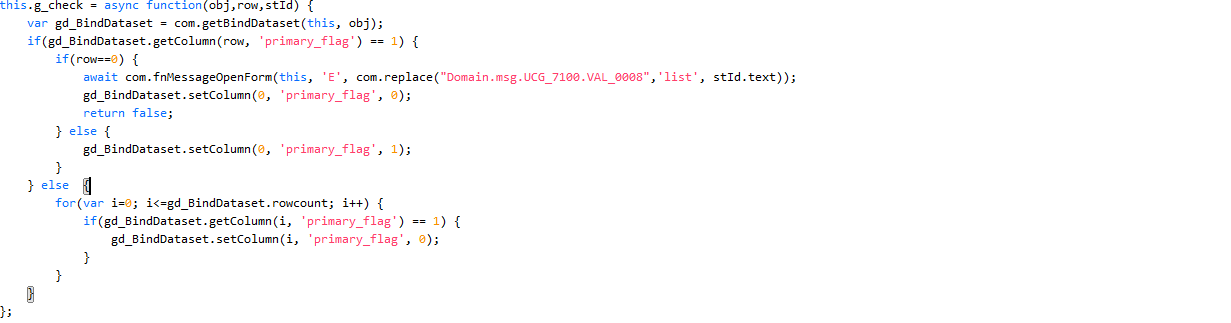 this.g_check = async function(obj,row,stId) {
    var gd_BindDataset = com.getBindDataset(this, obj);
    if(gd_BindDataset.getColumn(row, 'primary_flag') == 1) {
        if(row==0) {
            await com.fnMessageOpenForm(this, 'E', com.replace("Domain.msg.UCG_7100.VAL_0008",'list', stId.text));
            gd_BindDataset.setColumn(0, 'primary_flag', 0);
            return false;
        } else {
            gd_BindDataset.setColumn(0, 'primary_flag', 1);
        }
    } else  {
        for(var i=0; i<=gd_BindDataset.rowcount; i++) {
            if(gd_BindDataset.getColumn(i, 'primary_flag') == 1) {
                gd_BindDataset.setColumn(i, 'primary_flag', 0);
            }
        }
    }
};